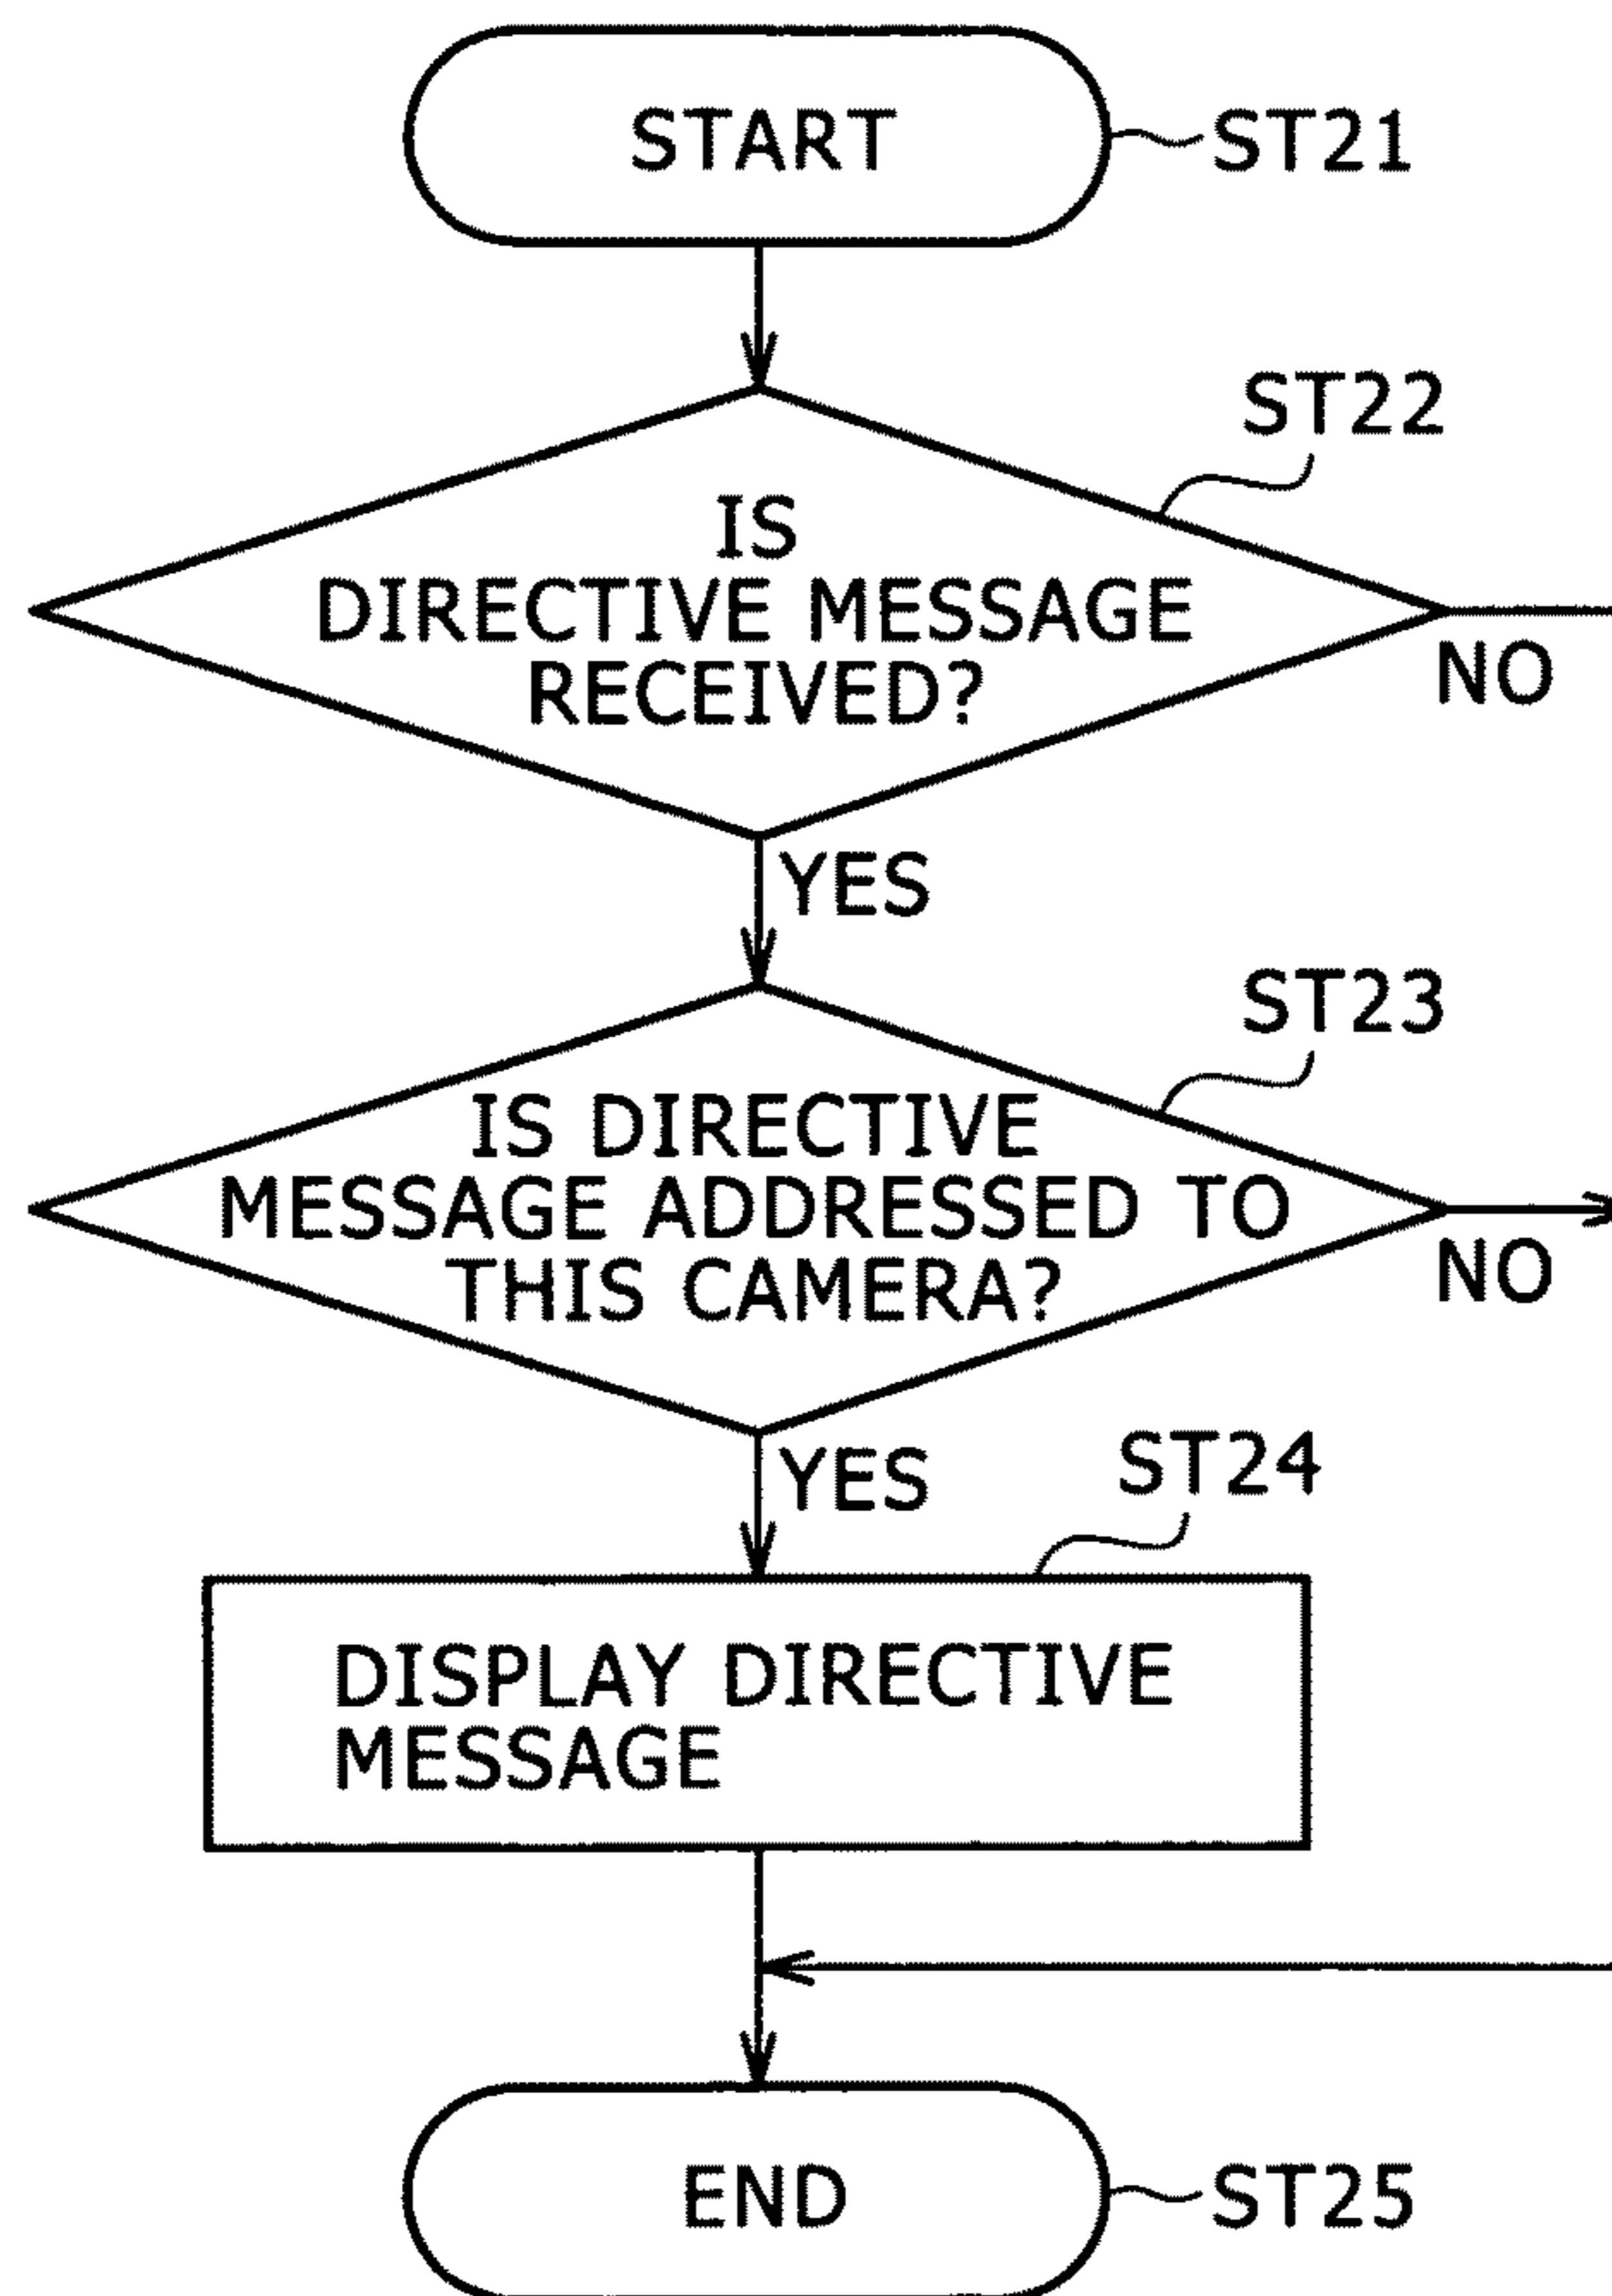 START
ST21
ST22
IS
DIRECTIVE MESSAGE
RECEIVED?
NO
YES
ST23
IS DIRECTIVE
MESSAGE ADDRESSED TO
THIS CAMERA?
NO
YES
ST24
DISPLAY DIRECTIVE
MESSAGE
END
ST25